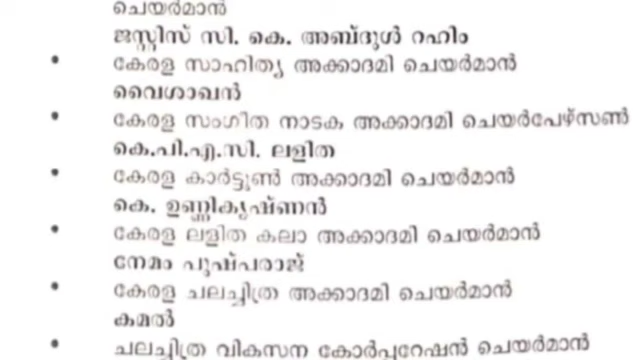 ചെയർമാൻ
ജസ്റ്റിസ് സി. കെ. അബ്ദുൾ റഹിം
• കേരള സാഹിത്യ അക്കാദമി ചെയർമാൻ
വൈശാഖൻ
• കേരള സംഗിത നാടക അക്കാദമി ചെയർപേഴ്സൺ
കെ.പി.എ.സി. ലളിത
• കേരള കാർട്ടൂൺ അക്കാദമി ചെയർമാൻ
കെ. ഉണ്ണികൃഷ്ണൻ
• കേരള ലളിത കലാ അക്കാദമി ചെയർമാൻ
നേമം പുഷ്പരാജ്
• കേരള ചലച്ചിത്ര അക്കാദമി ചെയർമാൻ
കമൽ
• ചലച്ചിത്ര വികസന കോർപ്പറേഷൻ ചെയർമാൻ